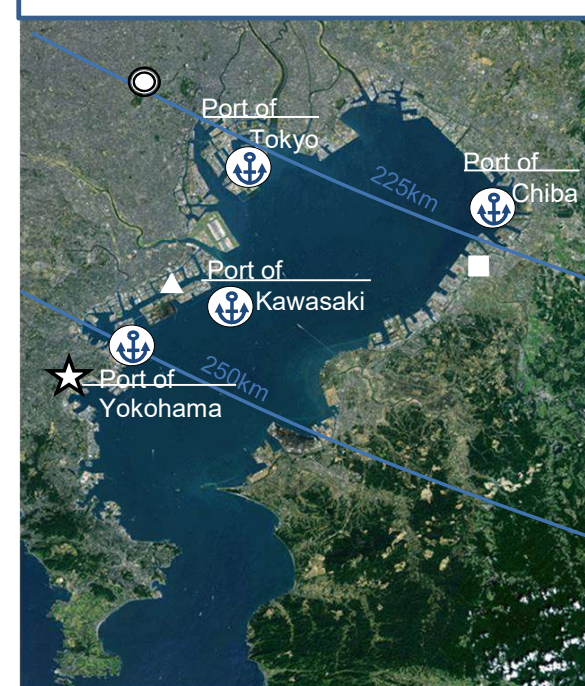 Port of
Tokyo
Port of
Chiba
225km
Port of
Kawasaki
250km
Port of
Yokohama